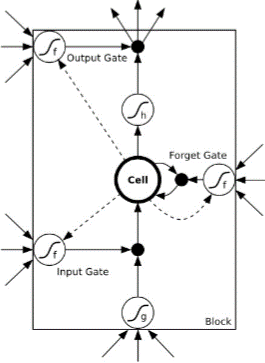 f
Output Gate
h
Forget Gate
Cell
f
f
Input Gate
g
Block